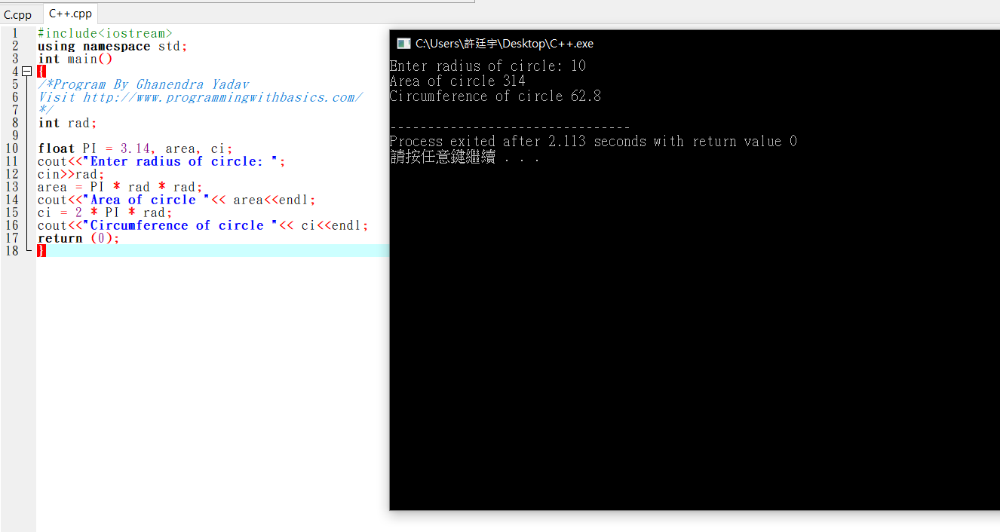 C.cpp C++.cpp
1 #include<iostream>
2 using namespace std;
3 int main()
4 {
5 /*Program By Ghanendra Yadav
6 Visit http://www.programmingwithbasics.com/
7 */
8 int rad;
9
10 float PI = 3.14, area, ci;
11 cout<<"Enter radius of circle: ";
12 cin>>rad;
13 area = PI * rad * rad;
14 cout<<"Area of circle "<< area<<endl;
15 ci = 2 * PI * rad;
16 cout<<"Circumference of circle "<< ci<<endl;
17 return (0);
18 }
C:\Users\許廷宇\Desktop\C++.exe
Enter radius of circle: 10
Area of circle 314
Circumference of circle 62.8
--------------------------------
Process exited after 2.113 seconds with return value 0
請按任意鍵繼續 . . .